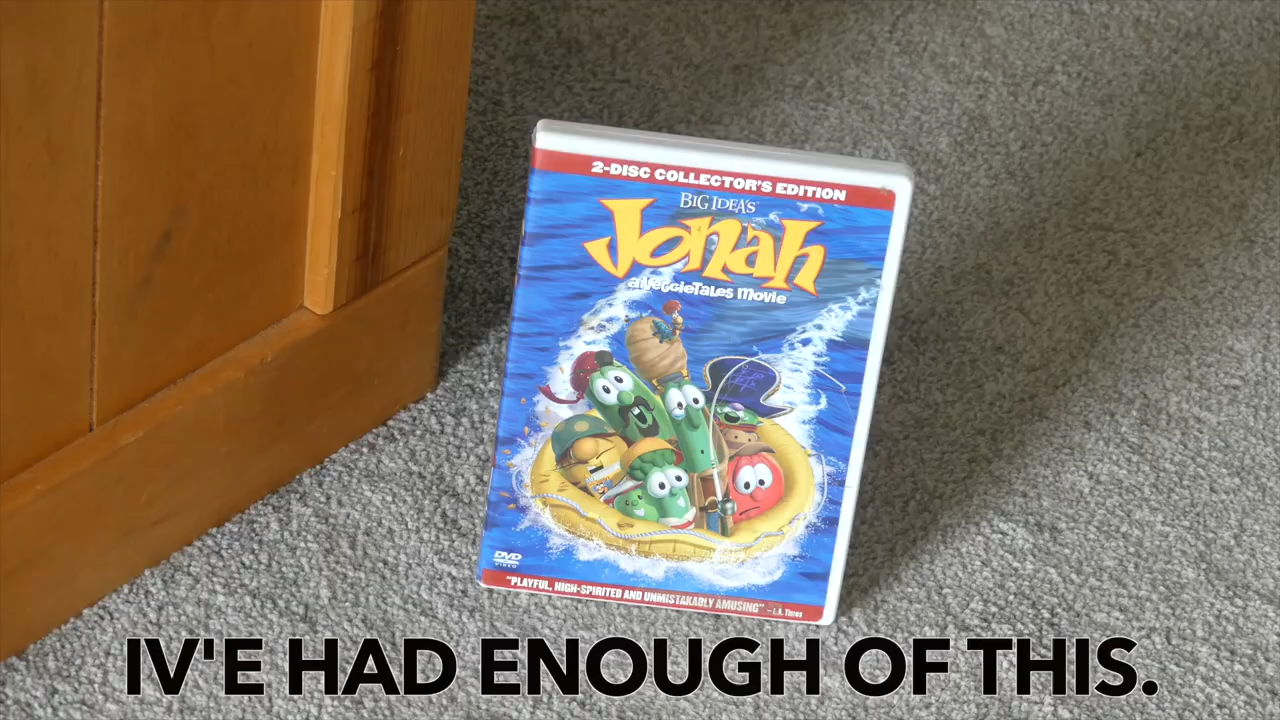 2-DISC COLLECTOR'S EDITION
BIG IDEA'S
Jonah
a VeggieTales Movie
DVD
VIDEO
"PLAYFUL, HIGH-SPIRITED AND UNMISTAKABLY AMUSING" – L.A. Times
IV'E HAD ENOUGH OF THIS.